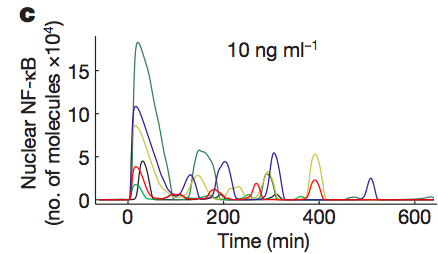 c
10 ng ml⁻¹
Nuclear NF-κB
(no. of molecules ×10⁴)
15
10
5
0
0 200 400 600
Time (min)